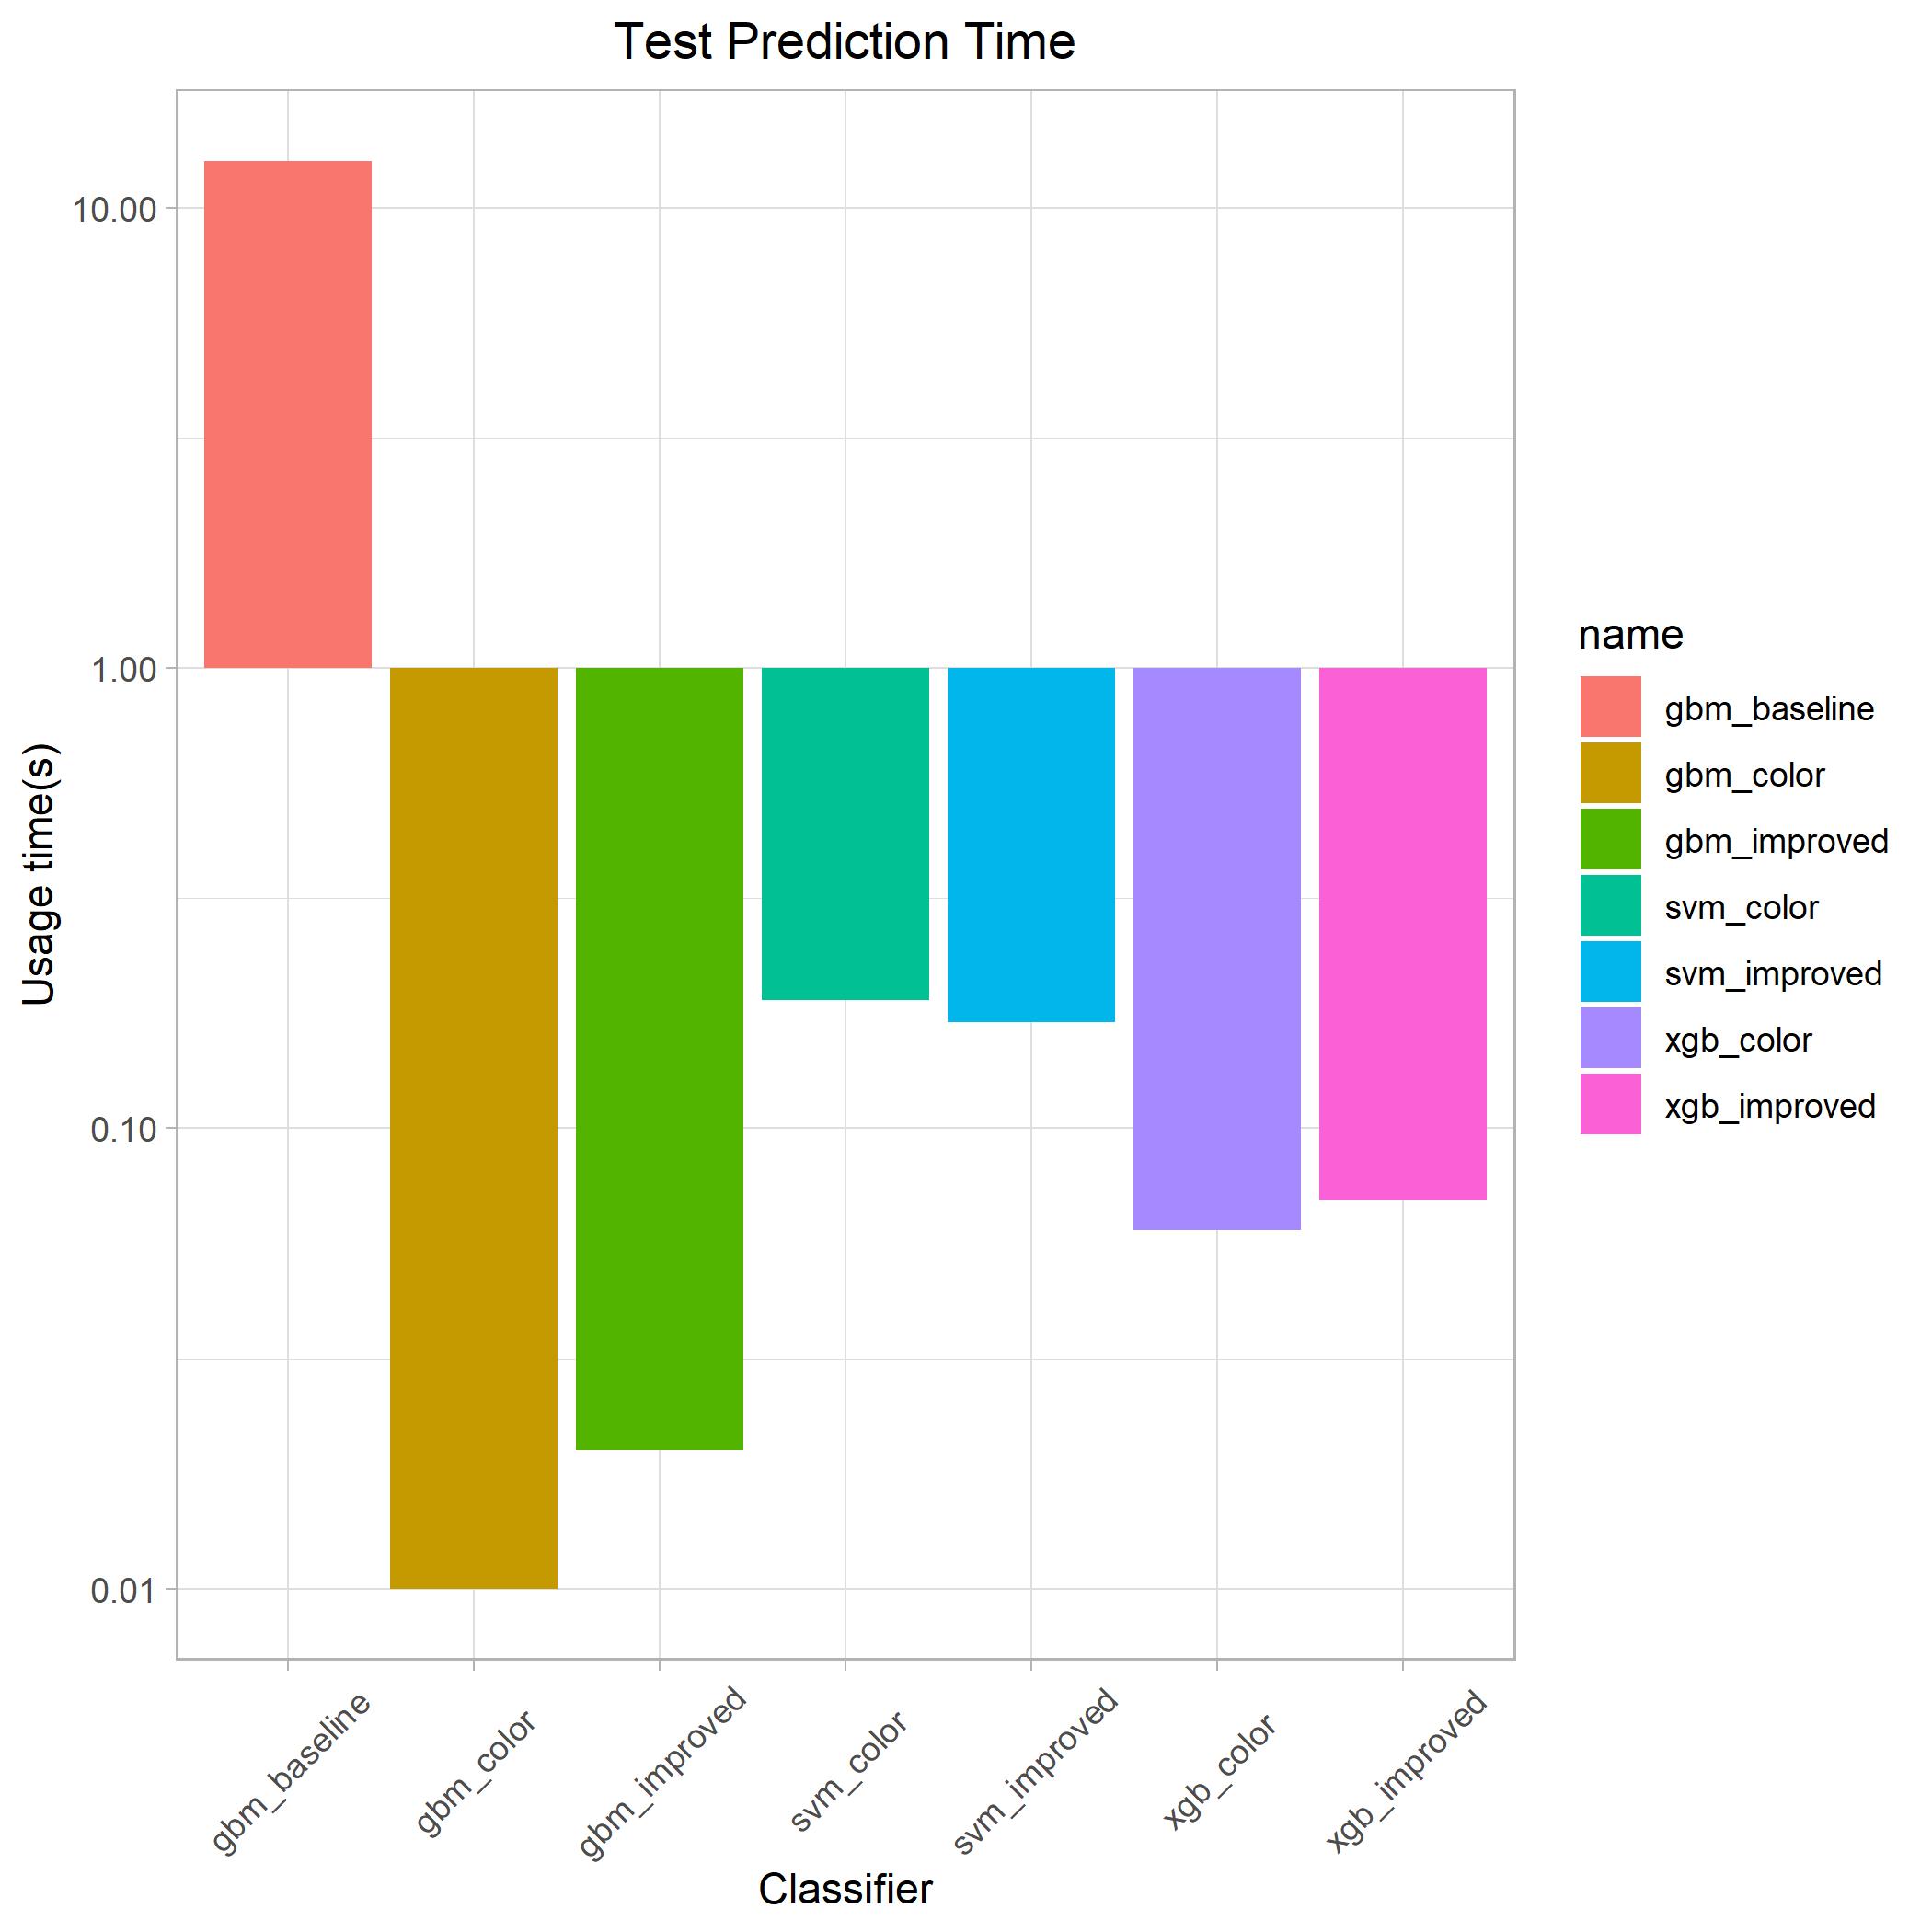 Test Prediction Time
Usage time(s)
10.00
1.00
0.10
0.01
gbm_baseline
gbm_color
gbm_improved
svm_color
svm_improved
xgb_color
xgb_improved
Classifier
name
gbm_baseline
gbm_color
gbm_improved
svm_color
svm_improved
xgb_color
xgb_improved